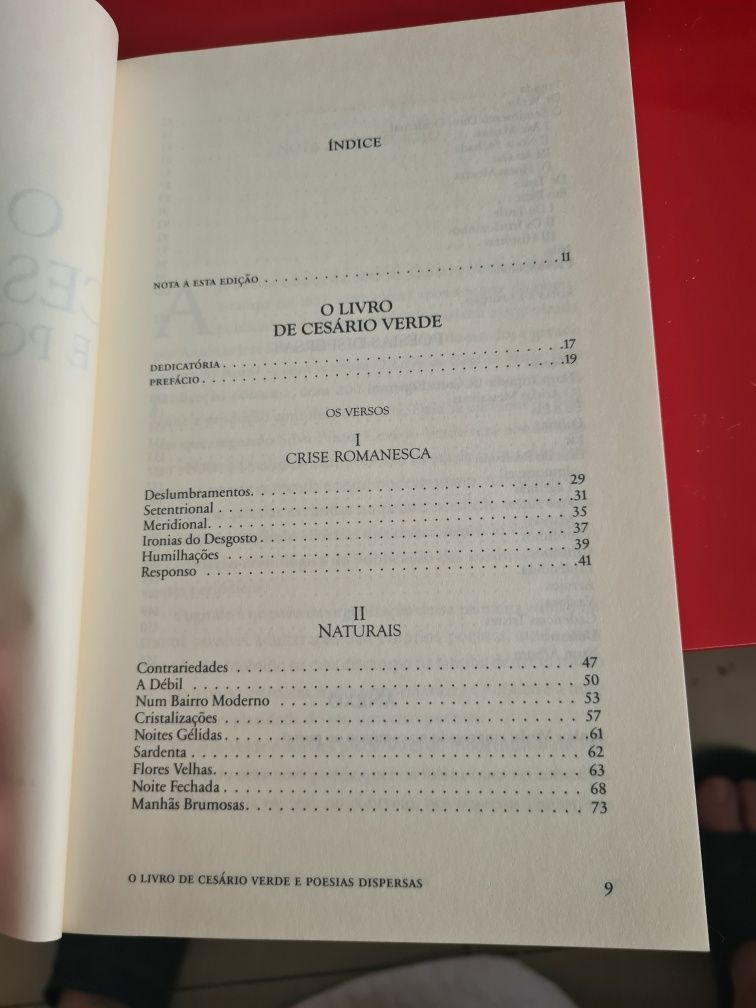 ÍNDICE
NOTA A ESTA EDIÇÃO . . . . . . . . . . . . . . . . . . . . . . . . . . . . . . 11
O LIVRO
DE CESÁRIO VERDE
DEDICATÓRIA . . . . . . . . . . . . . . . . . . . . . . . . . . . . . . . . . . .17
PREFÁCIO . . . . . . . . . . . . . . . . . . . . . . . . . . . . . . . . . . . . .19
OS VERSOS
I
CRISE ROMANESCA
Deslumbramentos. . . . . . . . . . . . . . . . . . . . . . . . . . . . . . 29
Setentrional . . . . . . . . . . . . . . . . . . . . . . . . . . . . . . . . . .31
Meridional. . . . . . . . . . . . . . . . . . . . . . . . . . . . . . . . . . . 35
Ironias do Desgosto . . . . . . . . . . . . . . . . . . . . . . . . . . . . 37
Humilhações . . . . . . . . . . . . . . . . . . . . . . . . . . . . . . . . . 39
Responso . . . . . . . . . . . . . . . . . . . . . . . . . . . . . . . . . . . .41
II
NATURAIS
Contrariedades . . . . . . . . . . . . . . . . . . . . . . . . . . . . . . . 47
A Débil . . . . . . . . . . . . . . . . . . . . . . . . . . . . . . . . . . . . . 50
Num Bairro Moderno . . . . . . . . . . . . . . . . . . . . . . . . . . 53
Cristalizações . . . . . . . . . . . . . . . . . . . . . . . . . . . . . . . . 57
Noites Gélidas. . . . . . . . . . . . . . . . . . . . . . . . . . . . . . . . .61
Sardenta . . . . . . . . . . . . . . . . . . . . . . . . . . . . . . . . . . . . 62
Flores Velhas. . . . . . . . . . . . . . . . . . . . . . . . . . . . . . . . . 63
Noite Fechada . . . . . . . . . . . . . . . . . . . . . . . . . . . . . . . . 68
Manhãs Brumosas. . . . . . . . . . . . . . . . . . . . . . . . . . . . . 73
O LIVRO DE CESÁRIO VERDE E POESIAS DISPERSAS
9